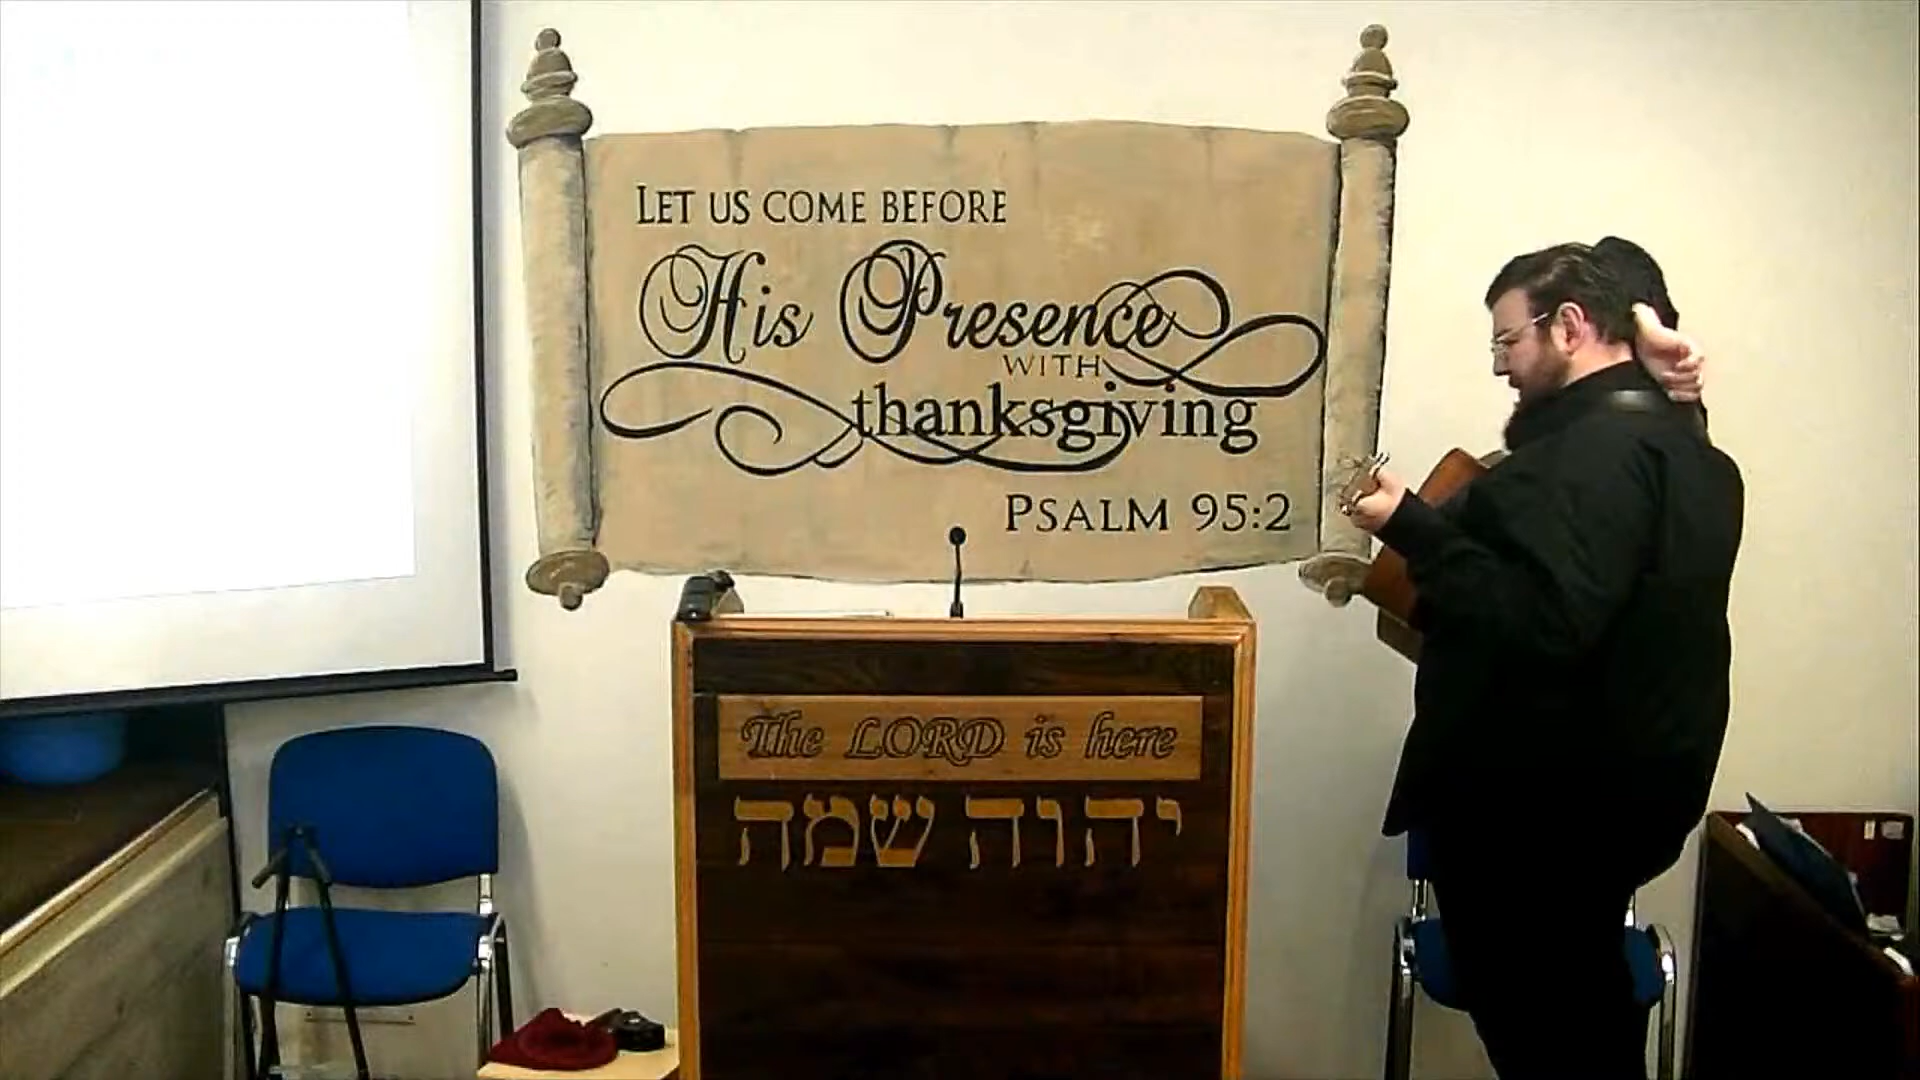 LET US COME BEFORE
His Presence
WITH
thanksgiving
PSALM 95:2
The LORD is here
יהוה שמה